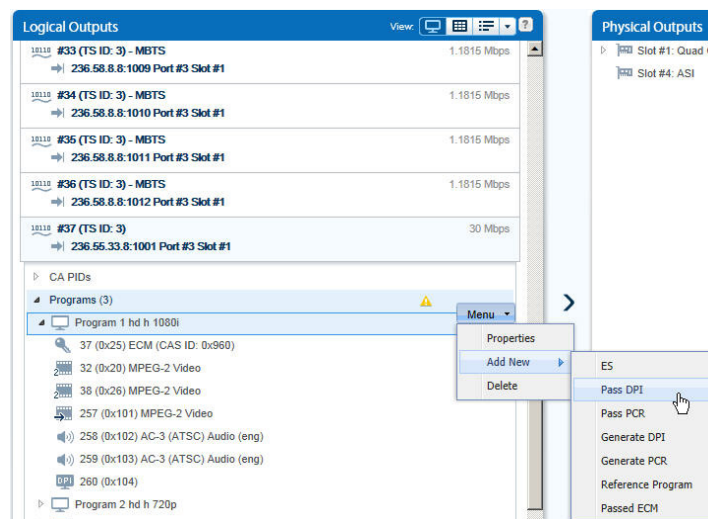 Logical Outputs
View:
?
#33 (TS ID: 3) - MBTS
1.1815 Mbps
236.58.8.8:1009 Port #3 Slot #1
#34 (TS ID: 3) - MBTS
1.1815 Mbps
236.58.8.8:1010 Port #3 Slot #1
#35 (TS ID: 3) - MBTS
1.1815 Mbps
236.58.8.8:1011 Port #3 Slot #1
#36 (TS ID: 3) - MBTS
1.1815 Mbps
236.58.8.8:1012 Port #3 Slot #1
#37 (TS ID: 3)
30 Mbps
236.55.33.8:1001 Port #3 Slot #1
CA PIDs
Programs (3)
Program 1 hd h 1080i
37 (0x25) ECM (CAS ID: 0x960)
32 (0x20) MPEG-2 Video
38 (0x26) MPEG-2 Video
257 (0x101) MPEG-2 Video
258 (0x102) AC-3 (ATSC) Audio (eng)
259 (0x103) AC-3 (ATSC) Audio (eng)
DPI 260 (0x104)
Program 2 hd h 720p
Menu
Properties
Add New
Delete
ES
Pass DPI
Pass PCR
Generate DPI
Generate PCR
Reference Program
Passed ECM
Physical Outputs
Slot #1: Quad
Slot #4: ASI